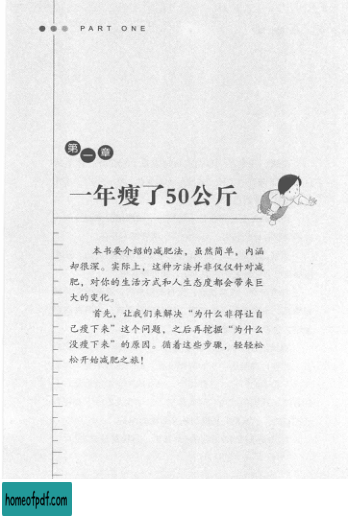 PART ONE
第一章
一年瘦了50公斤
本书要介绍的减肥法，虽然简单，内涵
却很深。实际上，这种方法并非仅仅针对减
肥，对你的生活方式和人生态度都会带来巨
大的变化。
首先，让我们来解决“为什么非得让自
己瘦下来”这个问题，之后再挖掘“为什么
没瘦下来”的原因。循着这些步骤，轻轻松
松开始减肥之旅！
homeofpdf.com